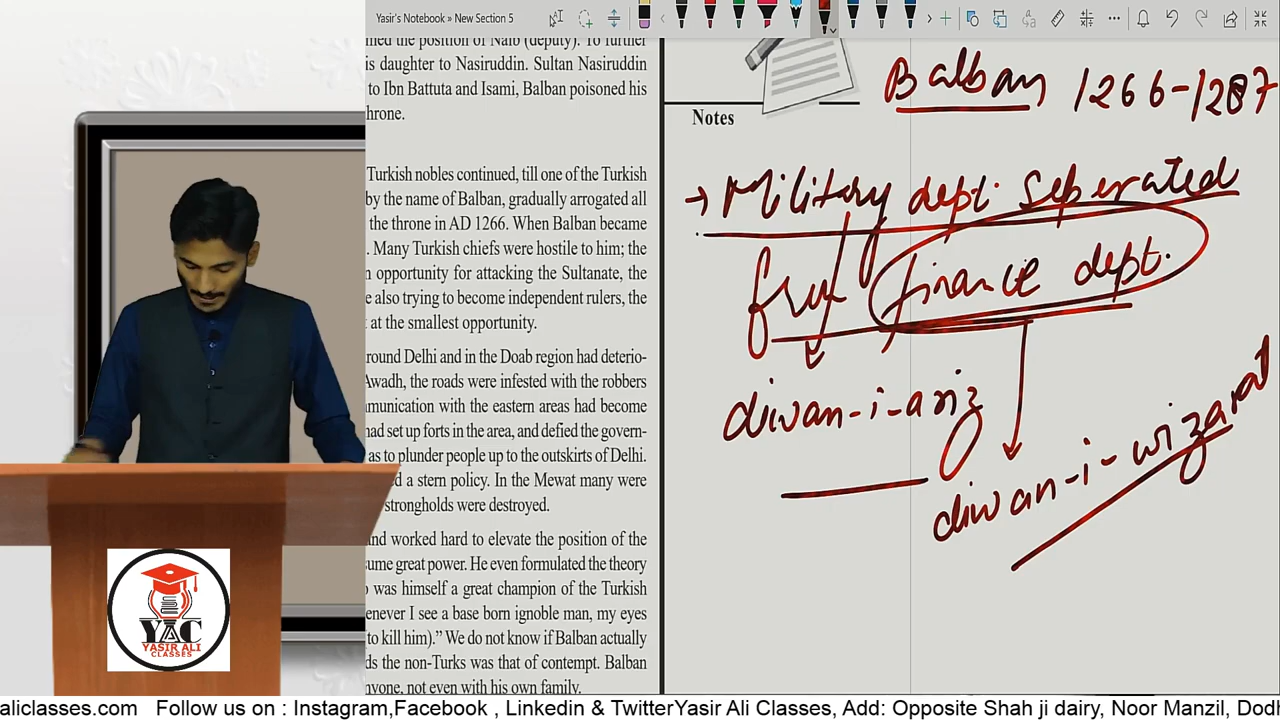 Yasir's Notebook » New Section 5
ned the position of Naib (deputy). To further
is daughter to Nasiruddin. Sultan Nasiruddin
to Ibn Battuta and Isami, Balban poisoned his
hrone.
Turkish nobles continued, till one of the Turkish
by the name of Balban, gradually arrogated all
the throne in AD 1266. When Balban became
. Many Turkish chiefs were hostile to him; the
n opportunity for attacking the Sultanate, the
e also trying to become independent rulers, the
at the smallest opportunity.
round Delhi and in the Doab region had deterio-
Awadh, the roads were infested with the robbers
mmunication with the eastern areas had become
had set up forts in the area, and defied the govern-
as to plunder people up to the outskirts of Delhi.
d a stern policy. In the Mewat many were
strongholds were destroyed.
and worked hard to elevate the position of the
sume great power. He even formulated the theory
was himself a great champion of the Turkish
enever I see a base born ignoble man, my eyes
to kill him).” We do not know if Balban actually
ds the non-Turks was that of contempt. Balban
nyone, not even with his own family.
Notes
Balban 1266-1287
→ Military dept. seperated
from finance dept.
diwan-i-ariz
diwan-i-wizarat
YAC
YASIR ALI
CLASSES
aliclasses.com Follow us on : Instagram,Facebook , Linkedin & TwitterYasir Ali Classes, Add: Opposite Shah ji dairy, Noor Manzil, Dod